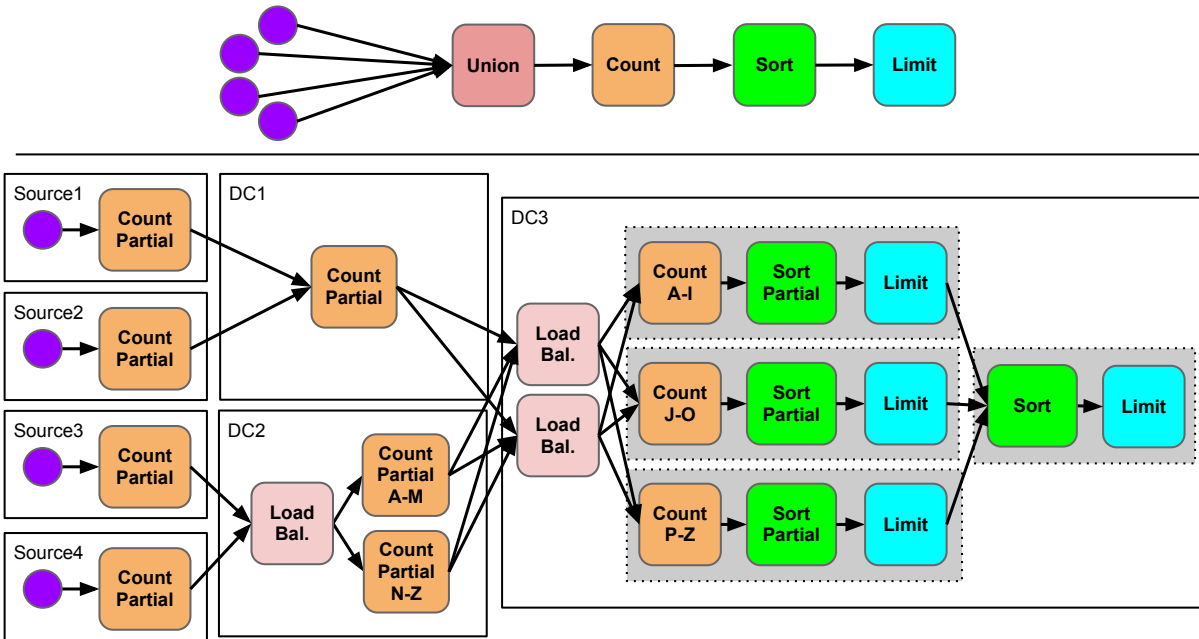 Union
Count
Sort
Limit
Source1
Count
Partial
Source2
Count
Partial
Source3
Count
Partial
Source4
Count
Partial
DC1
Count
Partial
DC2
Load
Bal.
Count
Partial
A-M
Count
Partial
N-Z
DC3
Load
Bal.
Load
Bal.
Count
A-I
Sort
Partial
Limit
Count
J-O
Sort
Partial
Limit
Count
P-Z
Sort
Partial
Limit
Sort
Limit